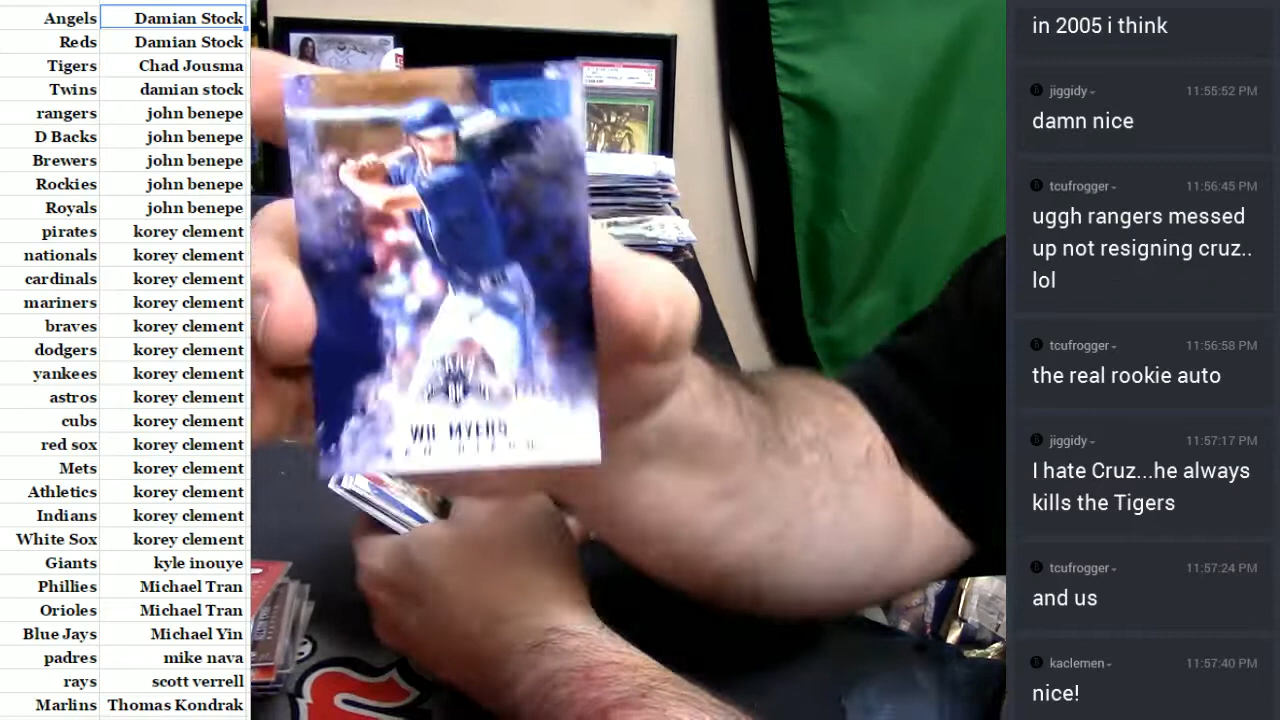 Angels Damian Stock
Reds Damian Stock
Tigers Chad Jousma
Twins damian stock
rangers john benepe
D Backs john benepe
Brewers john benepe
Rockies john benepe
Royals john benepe
pirates korey clement
nationals korey clement
cardinals korey clement
mariners korey clement
braves korey clement
dodgers korey clement
yankees korey clement
astros korey clement
cubs korey clement
red sox korey clement
Mets korey clement
Athletics korey clement
Indians korey clement
White Sox korey clement
Giants kyle inouye
Phillies Michael Tran
Orioles Michael Tran
Blue Jays Michael Yin
padres mike nava
rays scott verrell
Marlins Thomas Kondrak
WIL MYERS
in 2005 i think
jiggidy 11:55:52 PM
damn nice
tcufrogger 11:56:45 PM
uggh rangers messed
up not resigning cruz..
lol
tcufrogger 11:56:58 PM
the real rookie auto
jiggidy 11:57:17 PM
I hate Cruz...he always
kills the Tigers
tcufrogger 11:57:24 PM
and us
kaclemen 11:57:40 PM
nice!